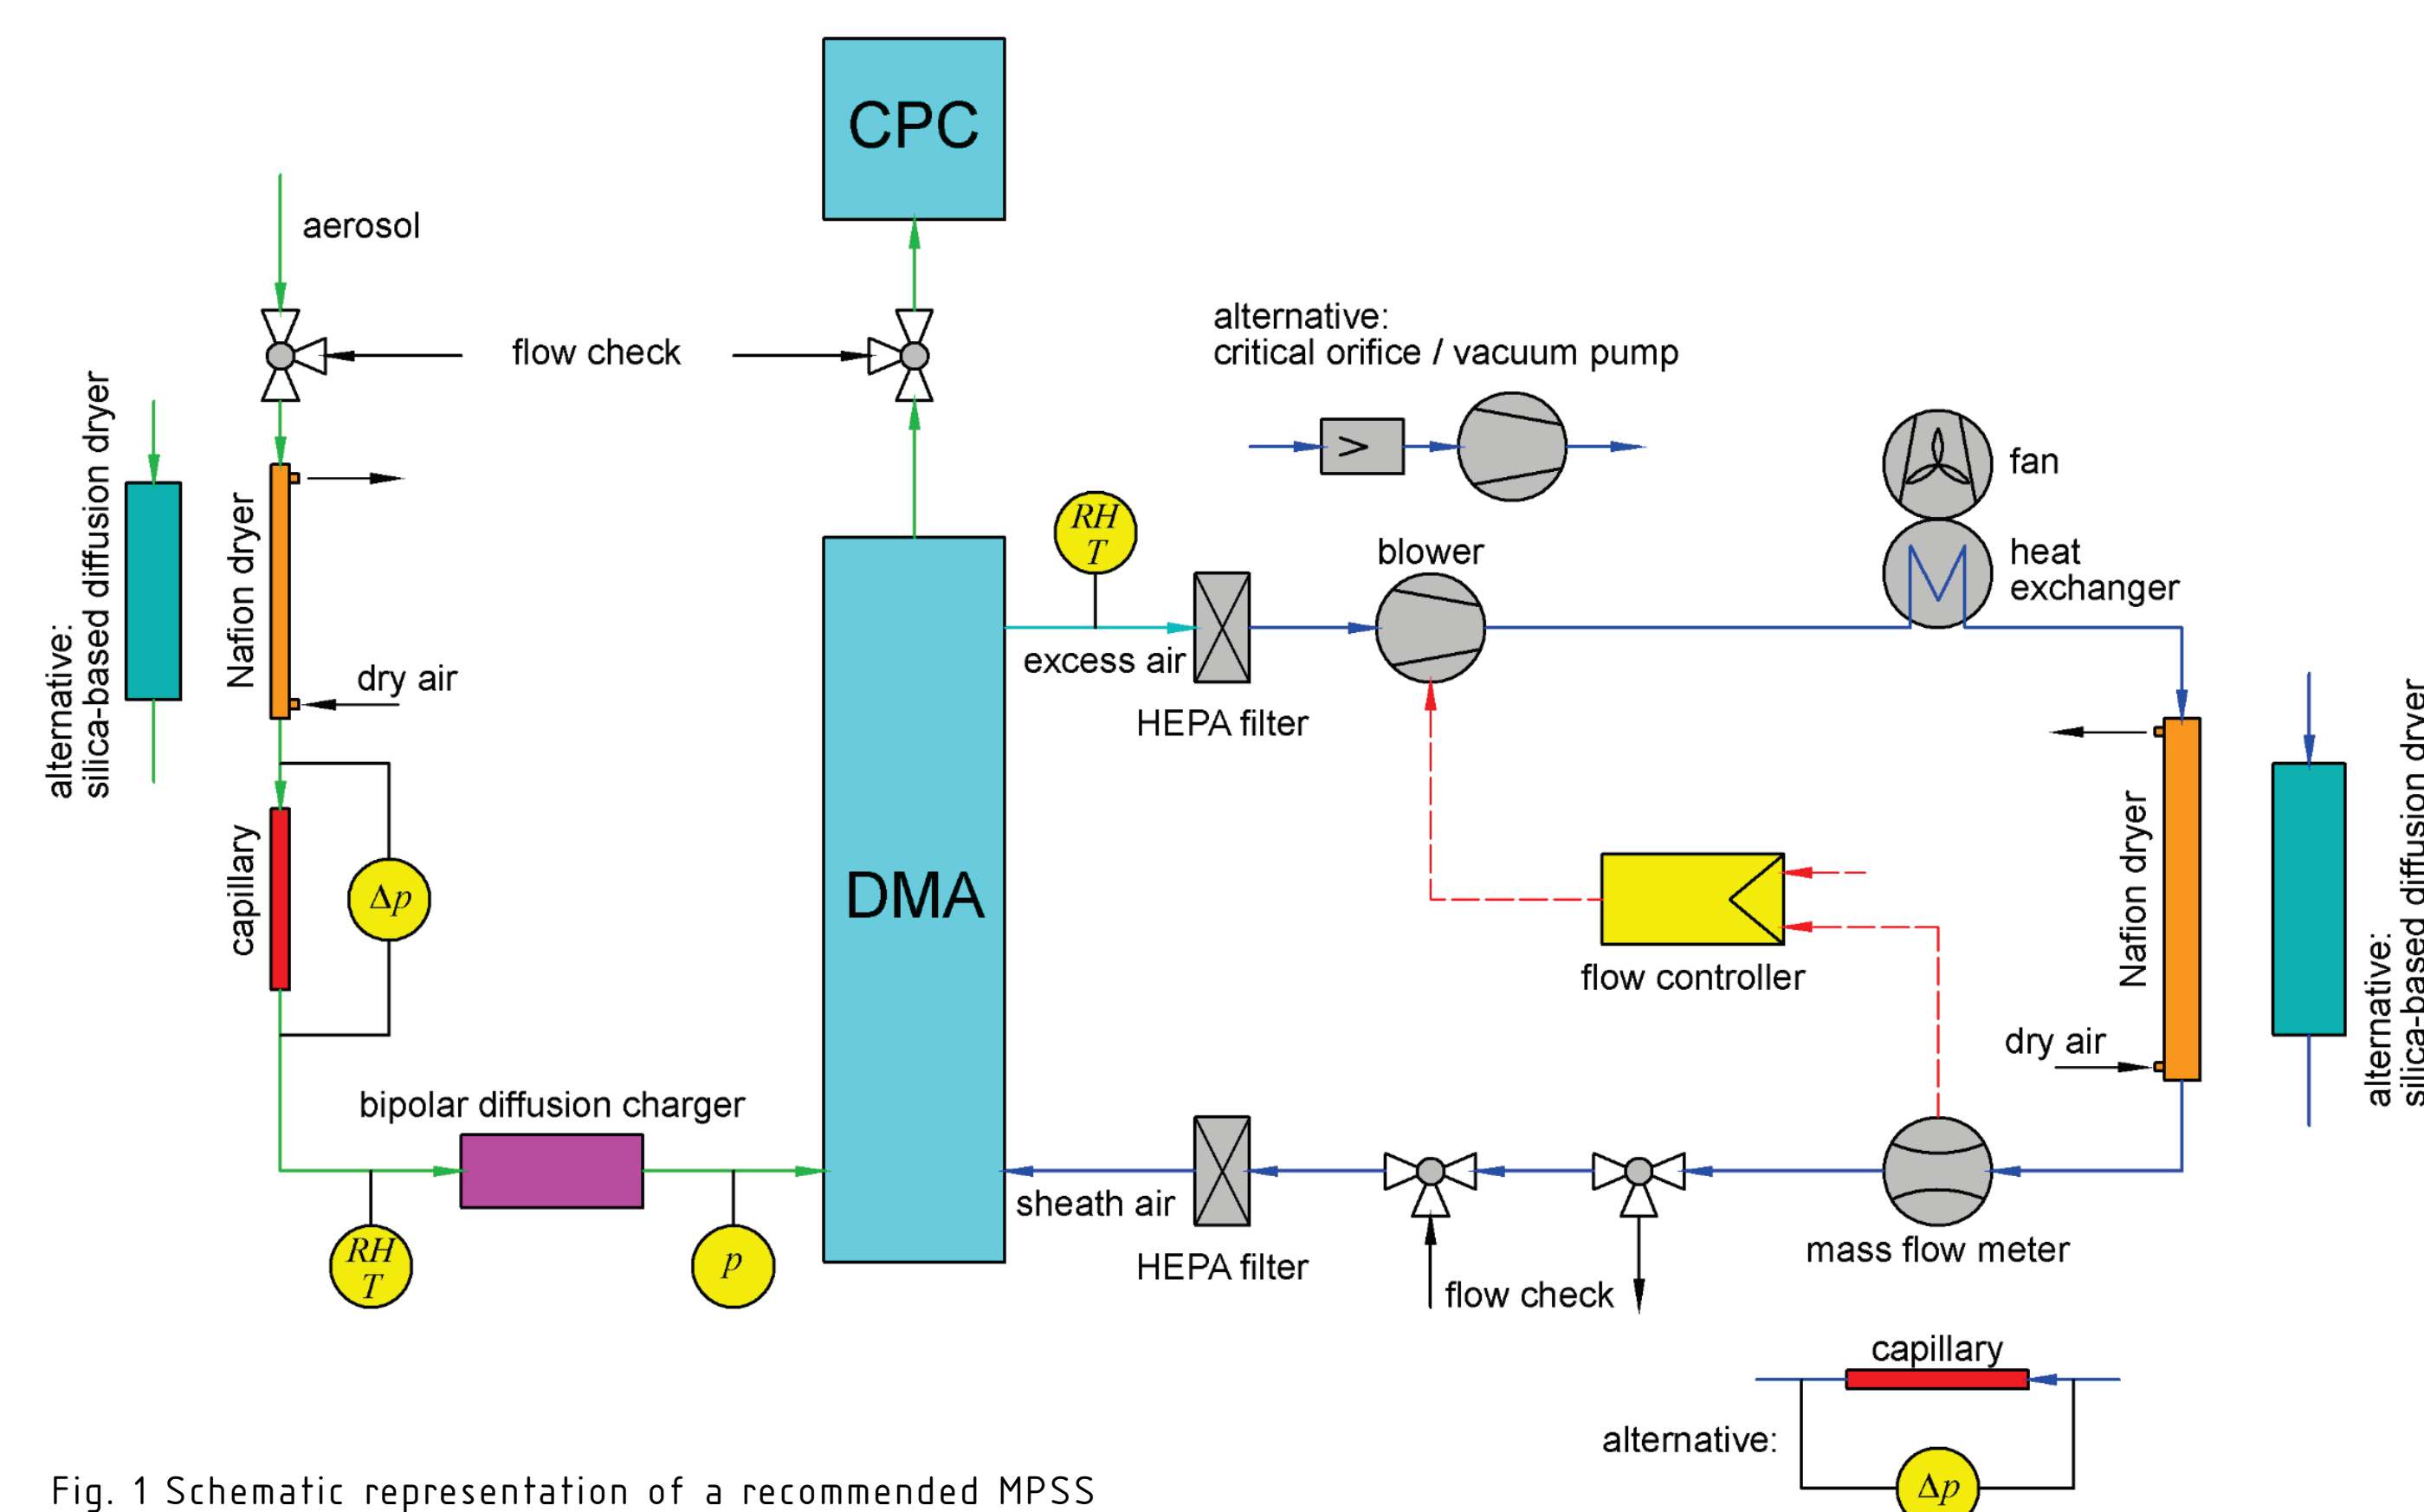 CPC
aerosol
flow check
alternative:
critical orifice / vacuum pump
fan
heat
exchanger
blower
RH
T
excess air
HEPA filter
alternative:
silica-based diffusion dryer
Nafion dryer
dry air
capillary
Δp
DMA
flow controller
Nafion dryer
dry air
alternative:
silica-based diffusion dryer
bipolar diffusion charger
RH
T
p
sheath air
HEPA filter
flow check
mass flow meter
capillary
alternative:
Δp
Fig. 1 Schematic representation of a recommended MPSS